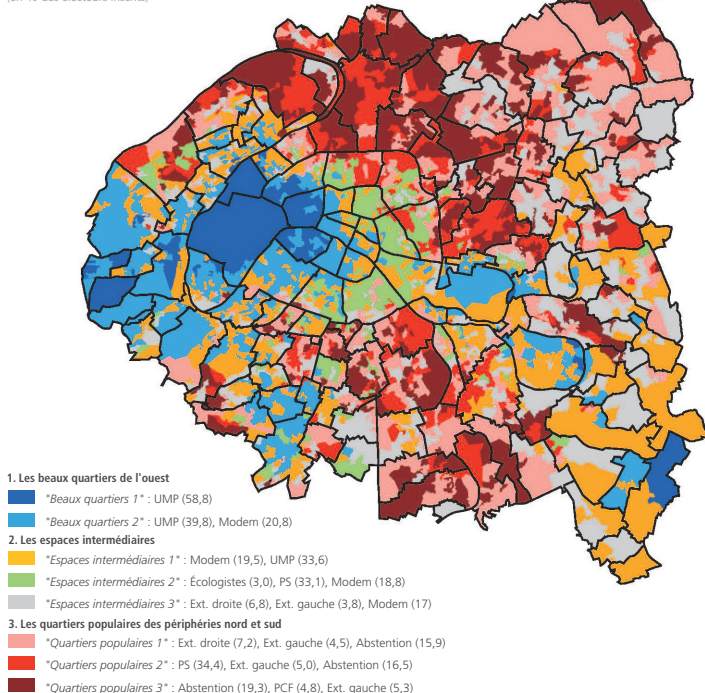 1. Les beaux quartiers de l'ouest
"Beaux quartiers 1" : UMP (58,8)
"Beaux quartiers 2" : UMP (39,8), Modem (20,8)
2. Les espaces intermédiaires
"Espaces intermédiaires 1" : Modem (19,5), UMP (33,6)
"Espaces intermédiaires 2" : Écologistes (3,0), PS (33,1), Modem (18,8)
"Espaces intermédiaires 3" : Ext. droite (6,8), Ext. gauche (3,8), Modem (17)
3. Les quartiers populaires des périphéries nord et sud
"Quartiers populaires 1" : Ext. droite (7,2), Ext. gauche (4,5), Abstention (15,9)
"Quartiers populaires 2" : PS (34,4), Ext. gauche (5,0), Abstention (16,5)
"Quartiers populaires 3" : Abstention (19,3), PCF (4,8), Ext. gauche (5,3)